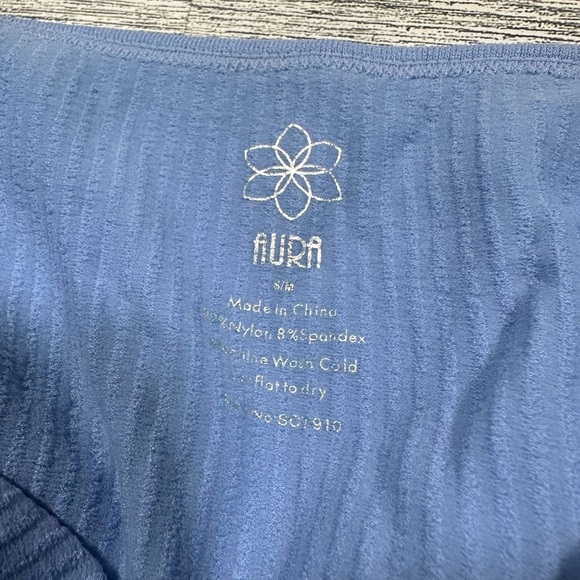 AURA
S/M
Made in China
%Nylon, 8%Spandex
Wash Cold
flat to dry